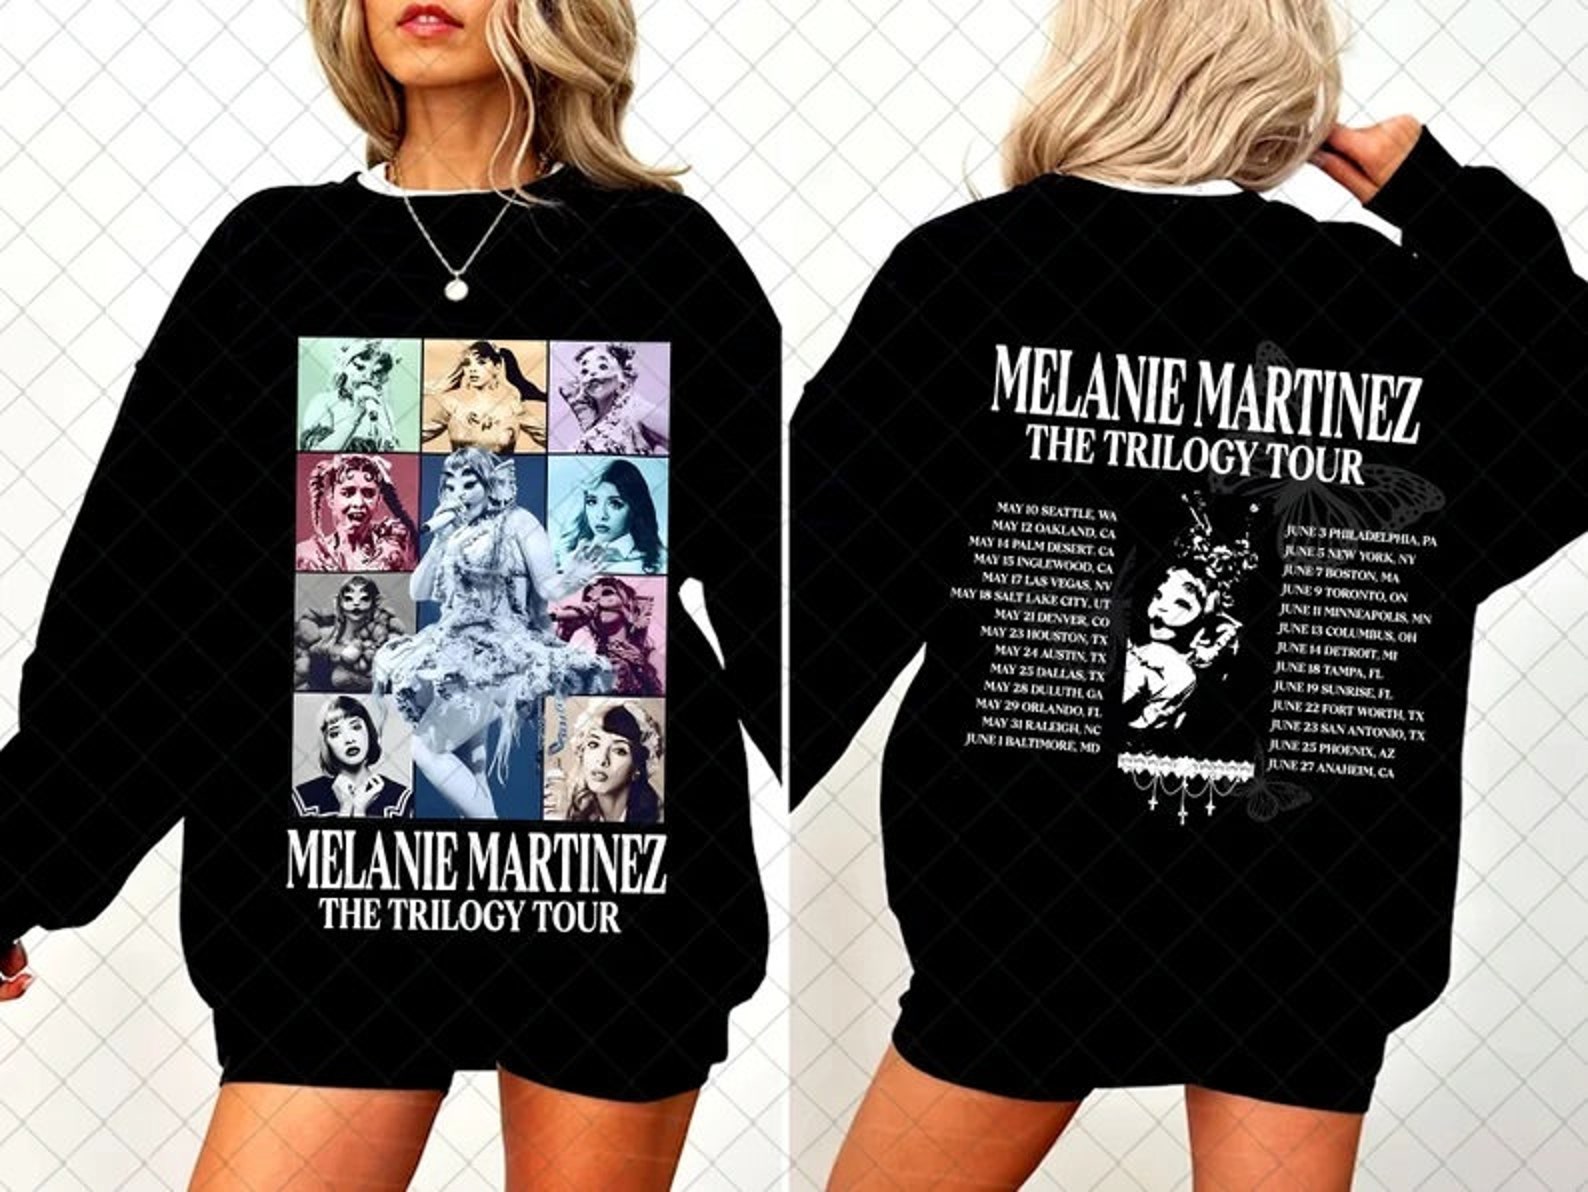 MELANIE MARTINEZ
THE TRILOGY TOUR
MELANIE MARTINEZ
THE TRILOGY TOUR
MAY 10 SEATTLE, WA
MAY 12 OAKLAND, CA
MAY 14 PALM DESERT, CA
MAY 15 INGLEWOOD, CA
MAY 17 LAS VEGAS, NV
MAY 18 SALT LAKE CITY, UT
MAY 21 DENVER, CO
MAY 23 HOUSTON, TX
MAY 24 AUSTIN, TX
MAY 25 DALLAS, TX
MAY 28 DULUTH, GA
MAY 29 ORLANDO, FL
MAY 31 RALEIGH, NC
JUNE 1 BALTIMORE, MD
JUNE 3 PHILADELPHIA, PA
JUNE 5 NEW YORK, NY
JUNE 7 BOSTON, MA
JUNE 9 TORONTO, ON
JUNE 11 MINNEAPOLIS, MN
JUNE 13 COLUMBUS, OH
JUNE 14 DETROIT, MI
JUNE 18 TAMPA, FL
JUNE 19 SUNRISE, FL
JUNE 22 FORT WORTH, TX
JUNE 23 SAN ANTONIO, TX
JUNE 25 PHOENIX, AZ
JUNE 27 ANAHEIM, CA